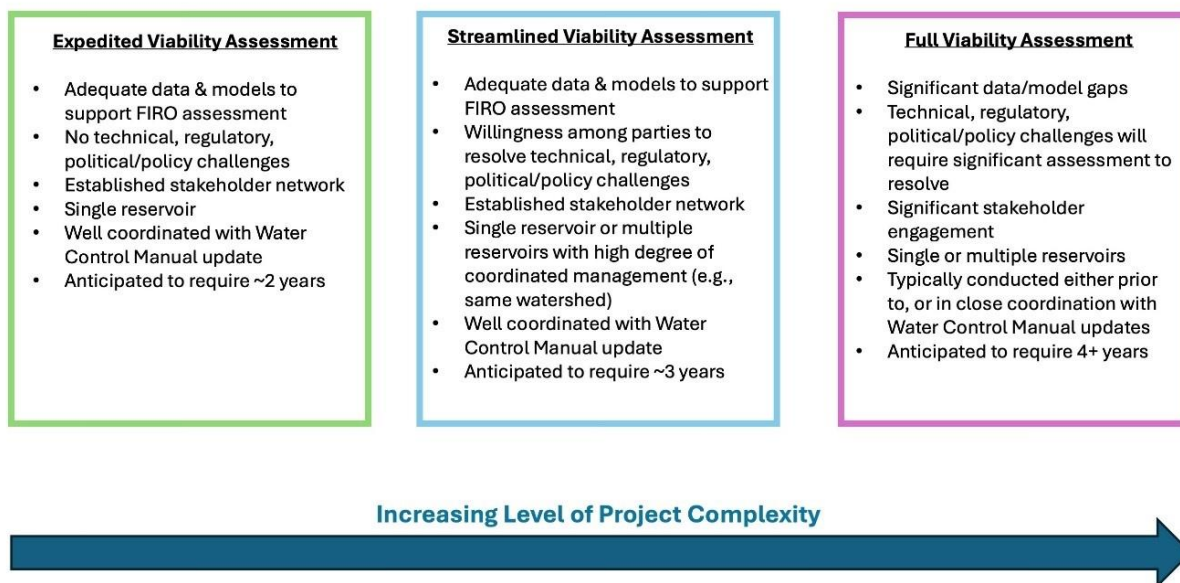 Expedited Viability Assessment
• Adequate data & models to
support FIRO assessment
• No technical, regulatory,
political/policy challenges
• Established stakeholder network
• Single reservoir
• Well coordinated with Water
Control Manual update
• Anticipated to require ~2 years
Streamlined Viability Assessment
• Adequate data & models to support
FIRO assessment
• Willingness among parties to
resolve technical, regulatory,
political/policy challenges
• Established stakeholder network
• Single reservoir or multiple
reservoirs with high degree of
coordinated management (e.g.,
same watershed)
• Well coordinated with Water
Control Manual update
• Anticipated to require ~3 years
Full Viability Assessment
• Significant data/model gaps
• Technical, regulatory,
political/policy challenges will
require significant assessment to
resolve
• Significant stakeholder
engagement
• Single or multiple reservoirs
• Typically conducted either prior
to, or in close coordination with
Water Control Manual updates
• Anticipated to require 4+ years
Increasing Level of Project Complexity